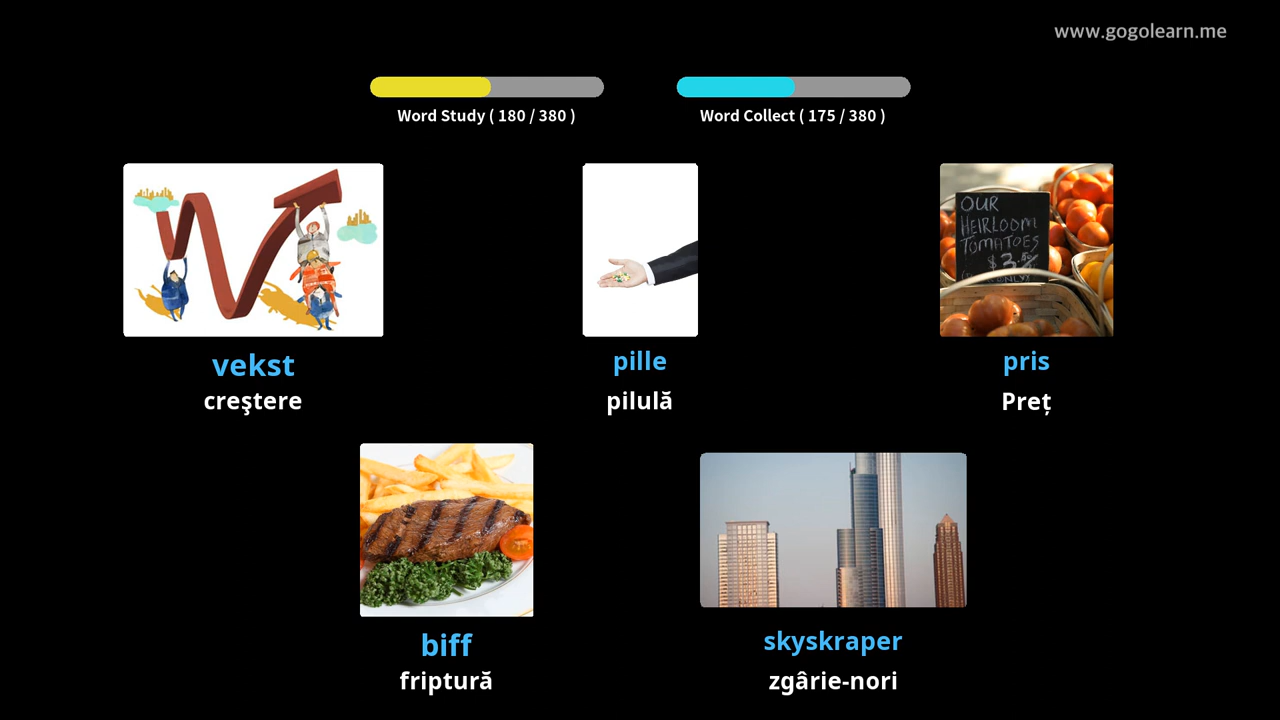 www.gogolearn.me
Word Study ( 180 / 380 )
Word Collect ( 175 / 380 )
OUR
HEIRLOOM
TOMATOES
vekst
creştere
pille
pilulă
pris
Preț
biff
friptură
skyskraper
zgârie-nori